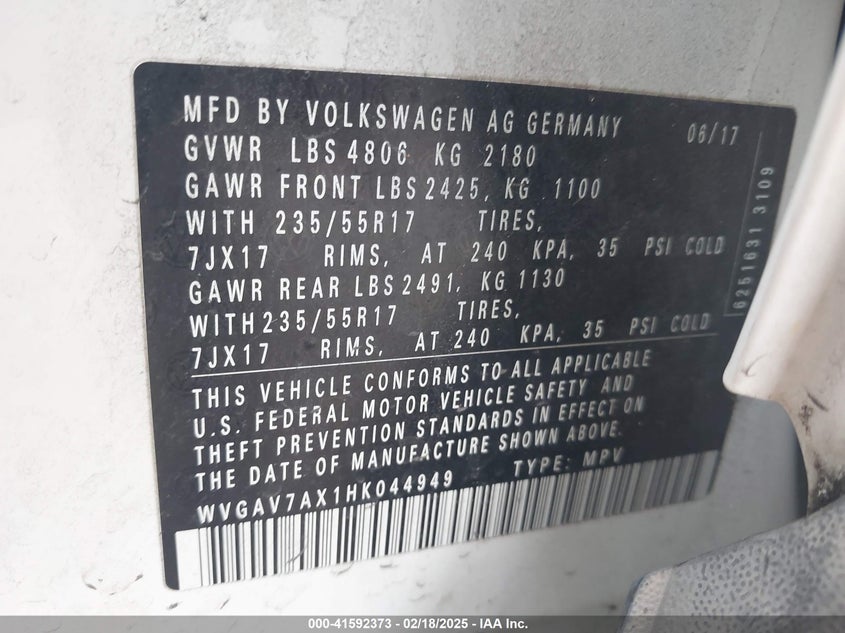 MFD BY VOLKSWAGEN AG GERMANY 06/17
GVWR LBS 4806 KG 2180
GAWR FRONT LBS 2425, KG 1100
WITH 235/55R17 TIRES,
7JX17 RIMS, AT 240 KPA, 35 PSI COLD
GAWR REAR LBS 2491, KG 1130
WITH 235/55R17 TIRES,
7JX17 RIMS, AT 240 KPA, 35 PSI COLD
THIS VEHICLE CONFORMS TO ALL APPLICABLE
U.S. FEDERAL MOTOR VEHICLE SAFETY AND
THEFT PREVENTION STANDARDS IN EFFECT ON
THE DATE OF MANUFACTURE SHOWN ABOVE.
WVGAV7AX1HK044949 TYPE: MPV
6251631 3109
000-41592373 - 02/18/2025 - IAA Inc.